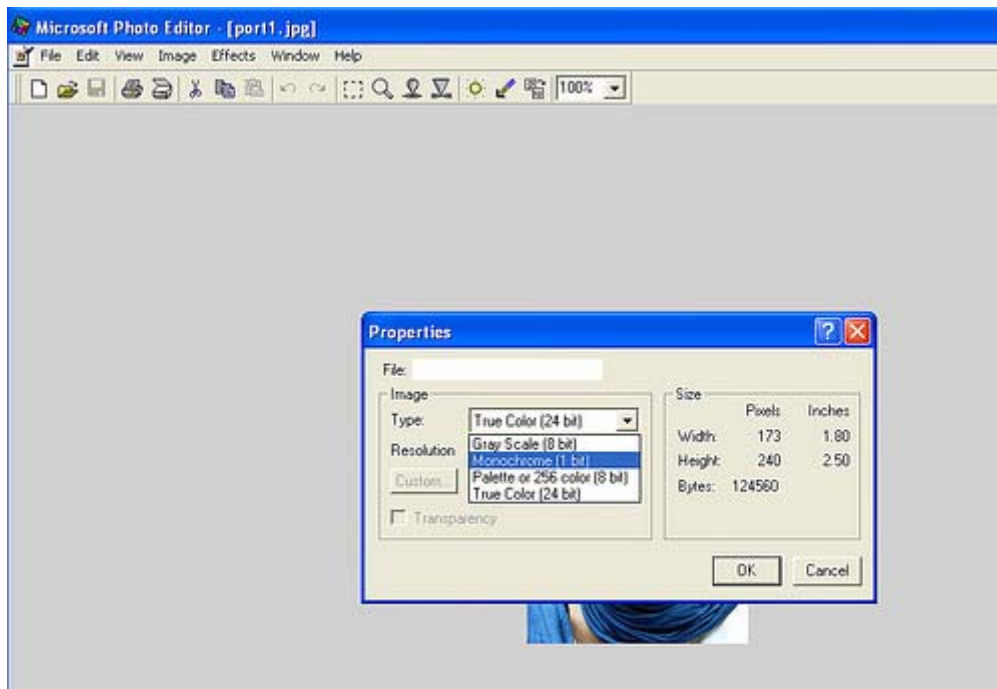 Microsoft Photo Editor - [port1.jpg]
File Edit View Image Effects Window Help
100%
Properties
File:
Image
Type: True Color (24 bit)
Gray Scale (8 bit)
Resolution
Monochrome (1 bit)
Custom...
Palette or 256 color (8 bit)
True Color (24 bit)
Transparency
Size
Pixels Inches
Width: 173 1.80
Height: 240 2.50
Bytes: 124560
OK Cancel